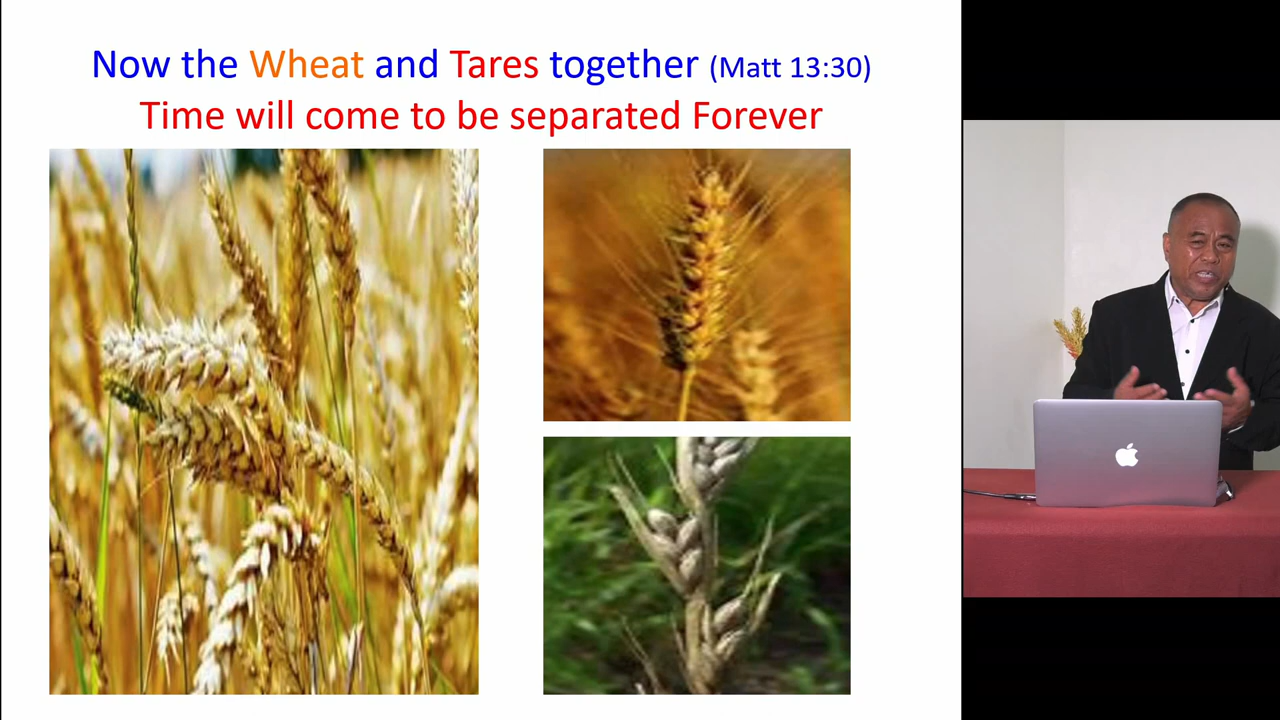 Now the Wheat and Tares together (Matt 13:30)
Time will come to be separated Forever